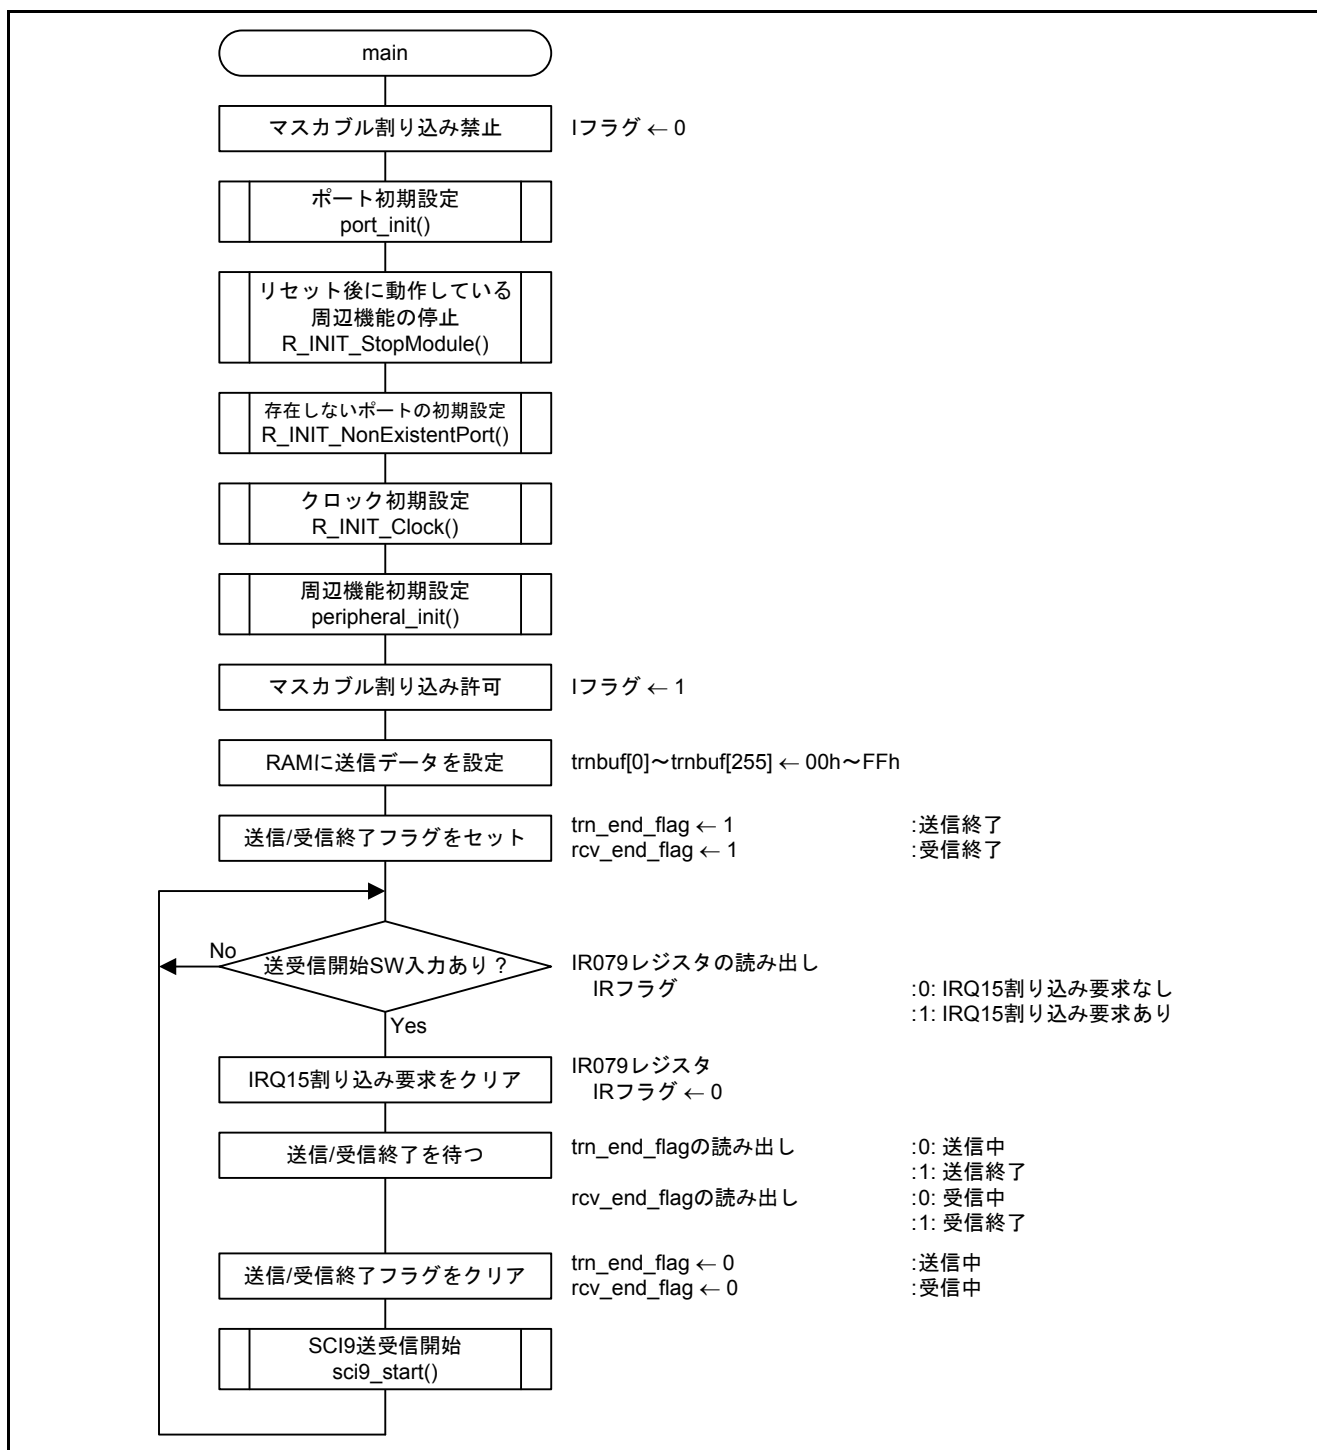 main
マスカブル割り込み禁止
Iフラグ ← 0
ポート初期設定
port_init()
リセット後に動作している
周辺機能の停止
R_INIT_StopModule()
存在しないポートの初期設定
R_INIT_NonExistentPort()
クロック初期設定
R_INIT_Clock()
周辺機能初期設定
peripheral_init()
マスカブル割り込み許可
Iフラグ ← 1
RAMに送信データを設定
trnbuf[0]～trnbuf[255] ← 00h～FFh
送信/受信終了フラグをセット
trn_end_flag ← 1 :送信終了
rcv_end_flag ← 1 :受信終了
No
送受信開始SW入力あり？
Yes
IR079レジスタの読み出し
IRフラグ :0: IRQ15割り込み要求なし
:1: IRQ15割り込み要求あり
IRQ15割り込み要求をクリア
IR079レジスタ
IRフラグ ← 0
送信/受信終了を待つ
trn_end_flagの読み出し :0: 送信中
:1: 送信終了
rcv_end_flagの読み出し :0: 受信中
:1: 受信終了
送信/受信終了フラグをクリア
trn_end_flag ← 0 :送信中
rcv_end_flag ← 0 :受信中
SCI9送受信開始
sci9_start()